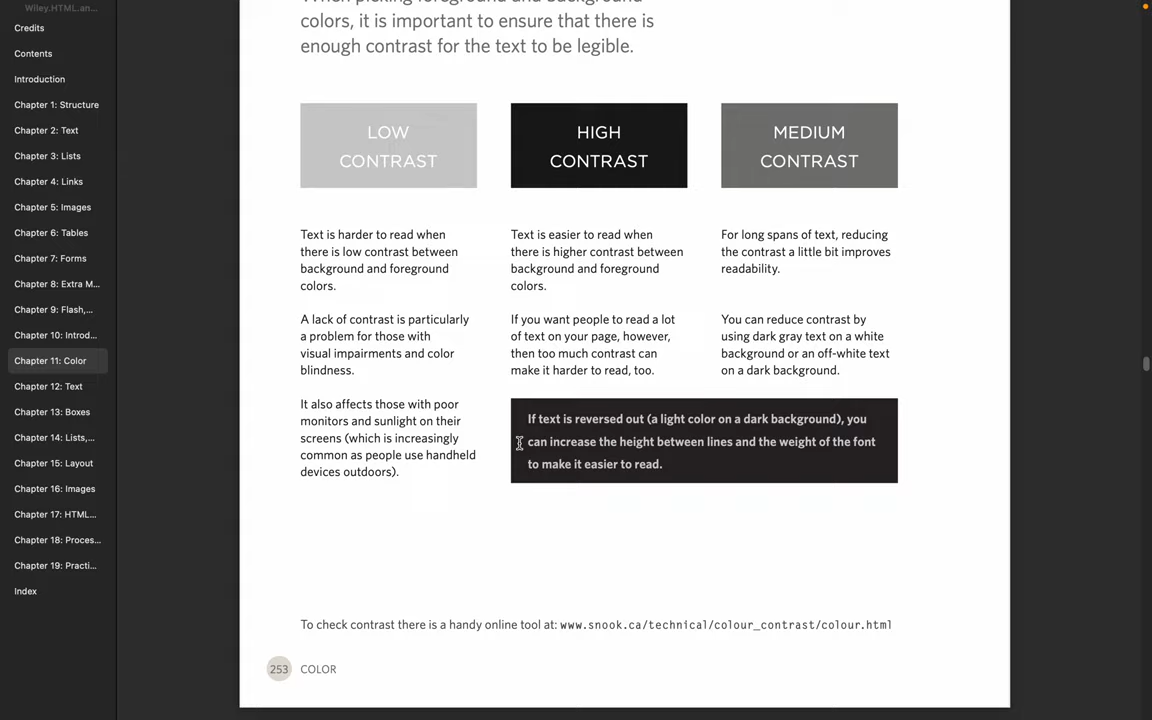 Wiley.HTML.an...
Credits
Contents
Introduction
Chapter 1: Structure
Chapter 2: Text
Chapter 3: Lists
Chapter 4: Links
Chapter 5: Images
Chapter 6: Tables
Chapter 7: Forms
Chapter 8: Extra M...
Chapter 9: Flash,...
Chapter 10: Introd...
Chapter 11: Color
Chapter 12: Text
Chapter 13: Boxes
Chapter 14: Lists,...
Chapter 15: Layout
Chapter 16: Images
Chapter 17: HTML...
Chapter 18: Proces...
Chapter 19: Practi...
Index
When picking foreground and background
colors, it is important to ensure that there is
enough contrast for the text to be legible.
LOW
CONTRAST
Text is harder to read when
there is low contrast between
background and foreground
colors.
A lack of contrast is particularly
a problem for those with
visual impairments and color
blindness.
It also affects those with poor
monitors and sunlight on their
screens (which is increasingly
common as people use handheld
devices outdoors).
HIGH
CONTRAST
Text is easier to read when
there is higher contrast between
background and foreground
colors.
If you want people to read a lot
of text on your page, however,
then too much contrast can
make it harder to read, too.
MEDIUM
CONTRAST
For long spans of text, reducing
the contrast a little bit improves
readability.
You can reduce contrast by
using dark gray text on a white
background or an off-white text
on a dark background.
If text is reversed out (a light color on a dark background), you
can increase the height between lines and the weight of the font
to make it easier to read.
To check contrast there is a handy online tool at: www.snook.ca/technical/colour_contrast/colour.html
253 COLOR